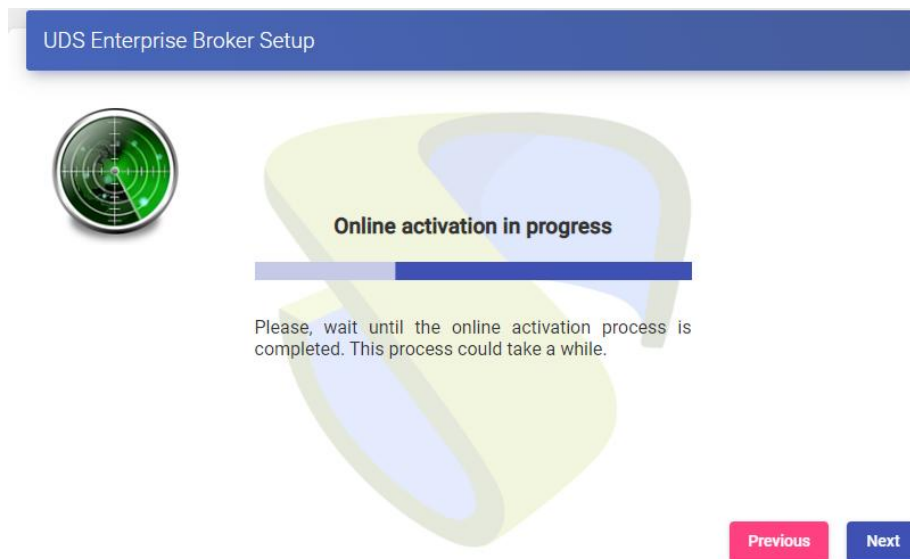 UDS Enterprise Broker Setup
Online activation in progress
Please, wait until the online activation process is
completed. This process could take a while.
Previous
Next